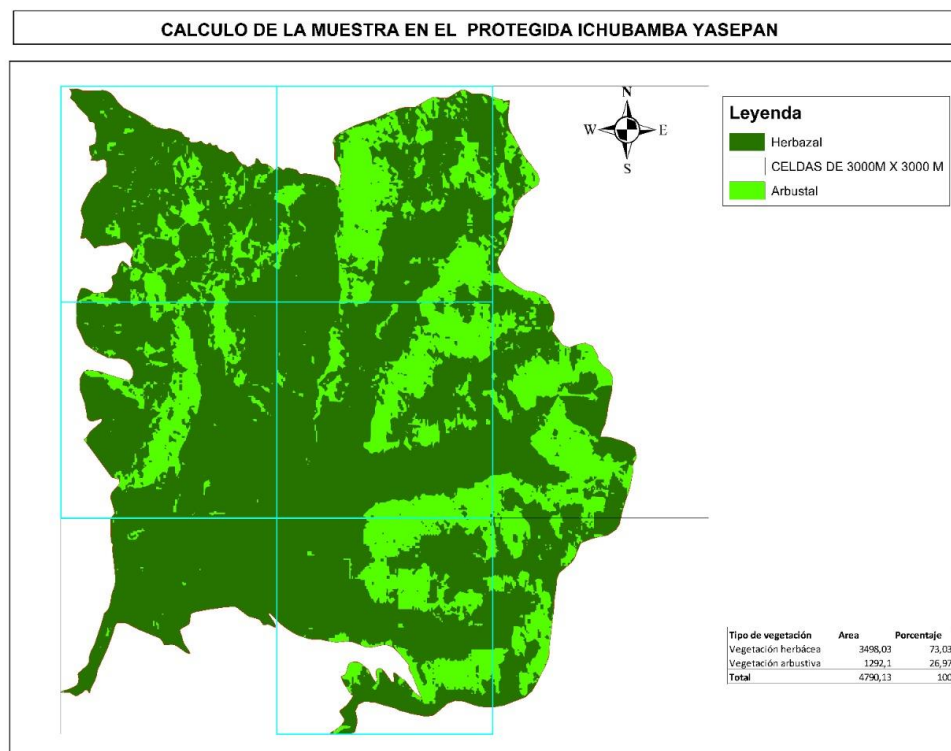 CALCULO DE LA MUESTRA EN EL PROTEGIDA ICHUBAMBA YASEPAN
N
W E
S
Leyenda
Herbazal
CELDAS DE 3000M X 3000 M
Arbustal
Tipo de vegetación Area Porcentaje
Vegetación herbácea 3498,03 73,03
Vegetación arbustiva 1292,1 26,97
Total 4790,13 100